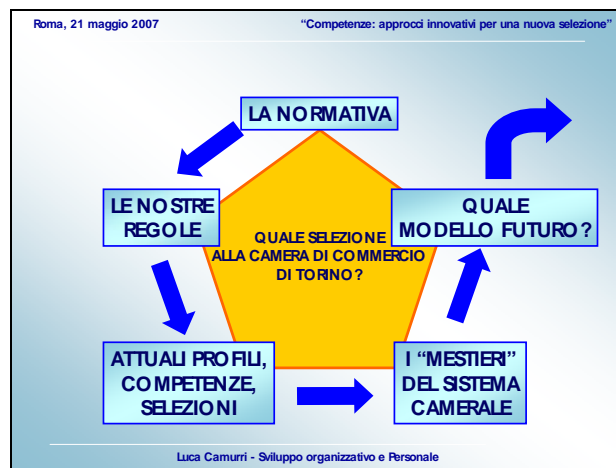 Roma, 21 maggio 2007
"Competenze: approcci innovativi per una nuova selezione"
LA NORMATIVA
LE NOSTRE
REGOLE
QUALE
MODELLO FUTURO?
QUALE SELEZIONE
ALLA CAMERA DI COMMERCIO
DI TORINO?
ATTUALI PROFILI,
COMPETENZE,
SELEZIONI
I "MESTIERI"
DEL SISTEMA
CAMERALE
Luca Camurri - Sviluppo organizzativo e Personale